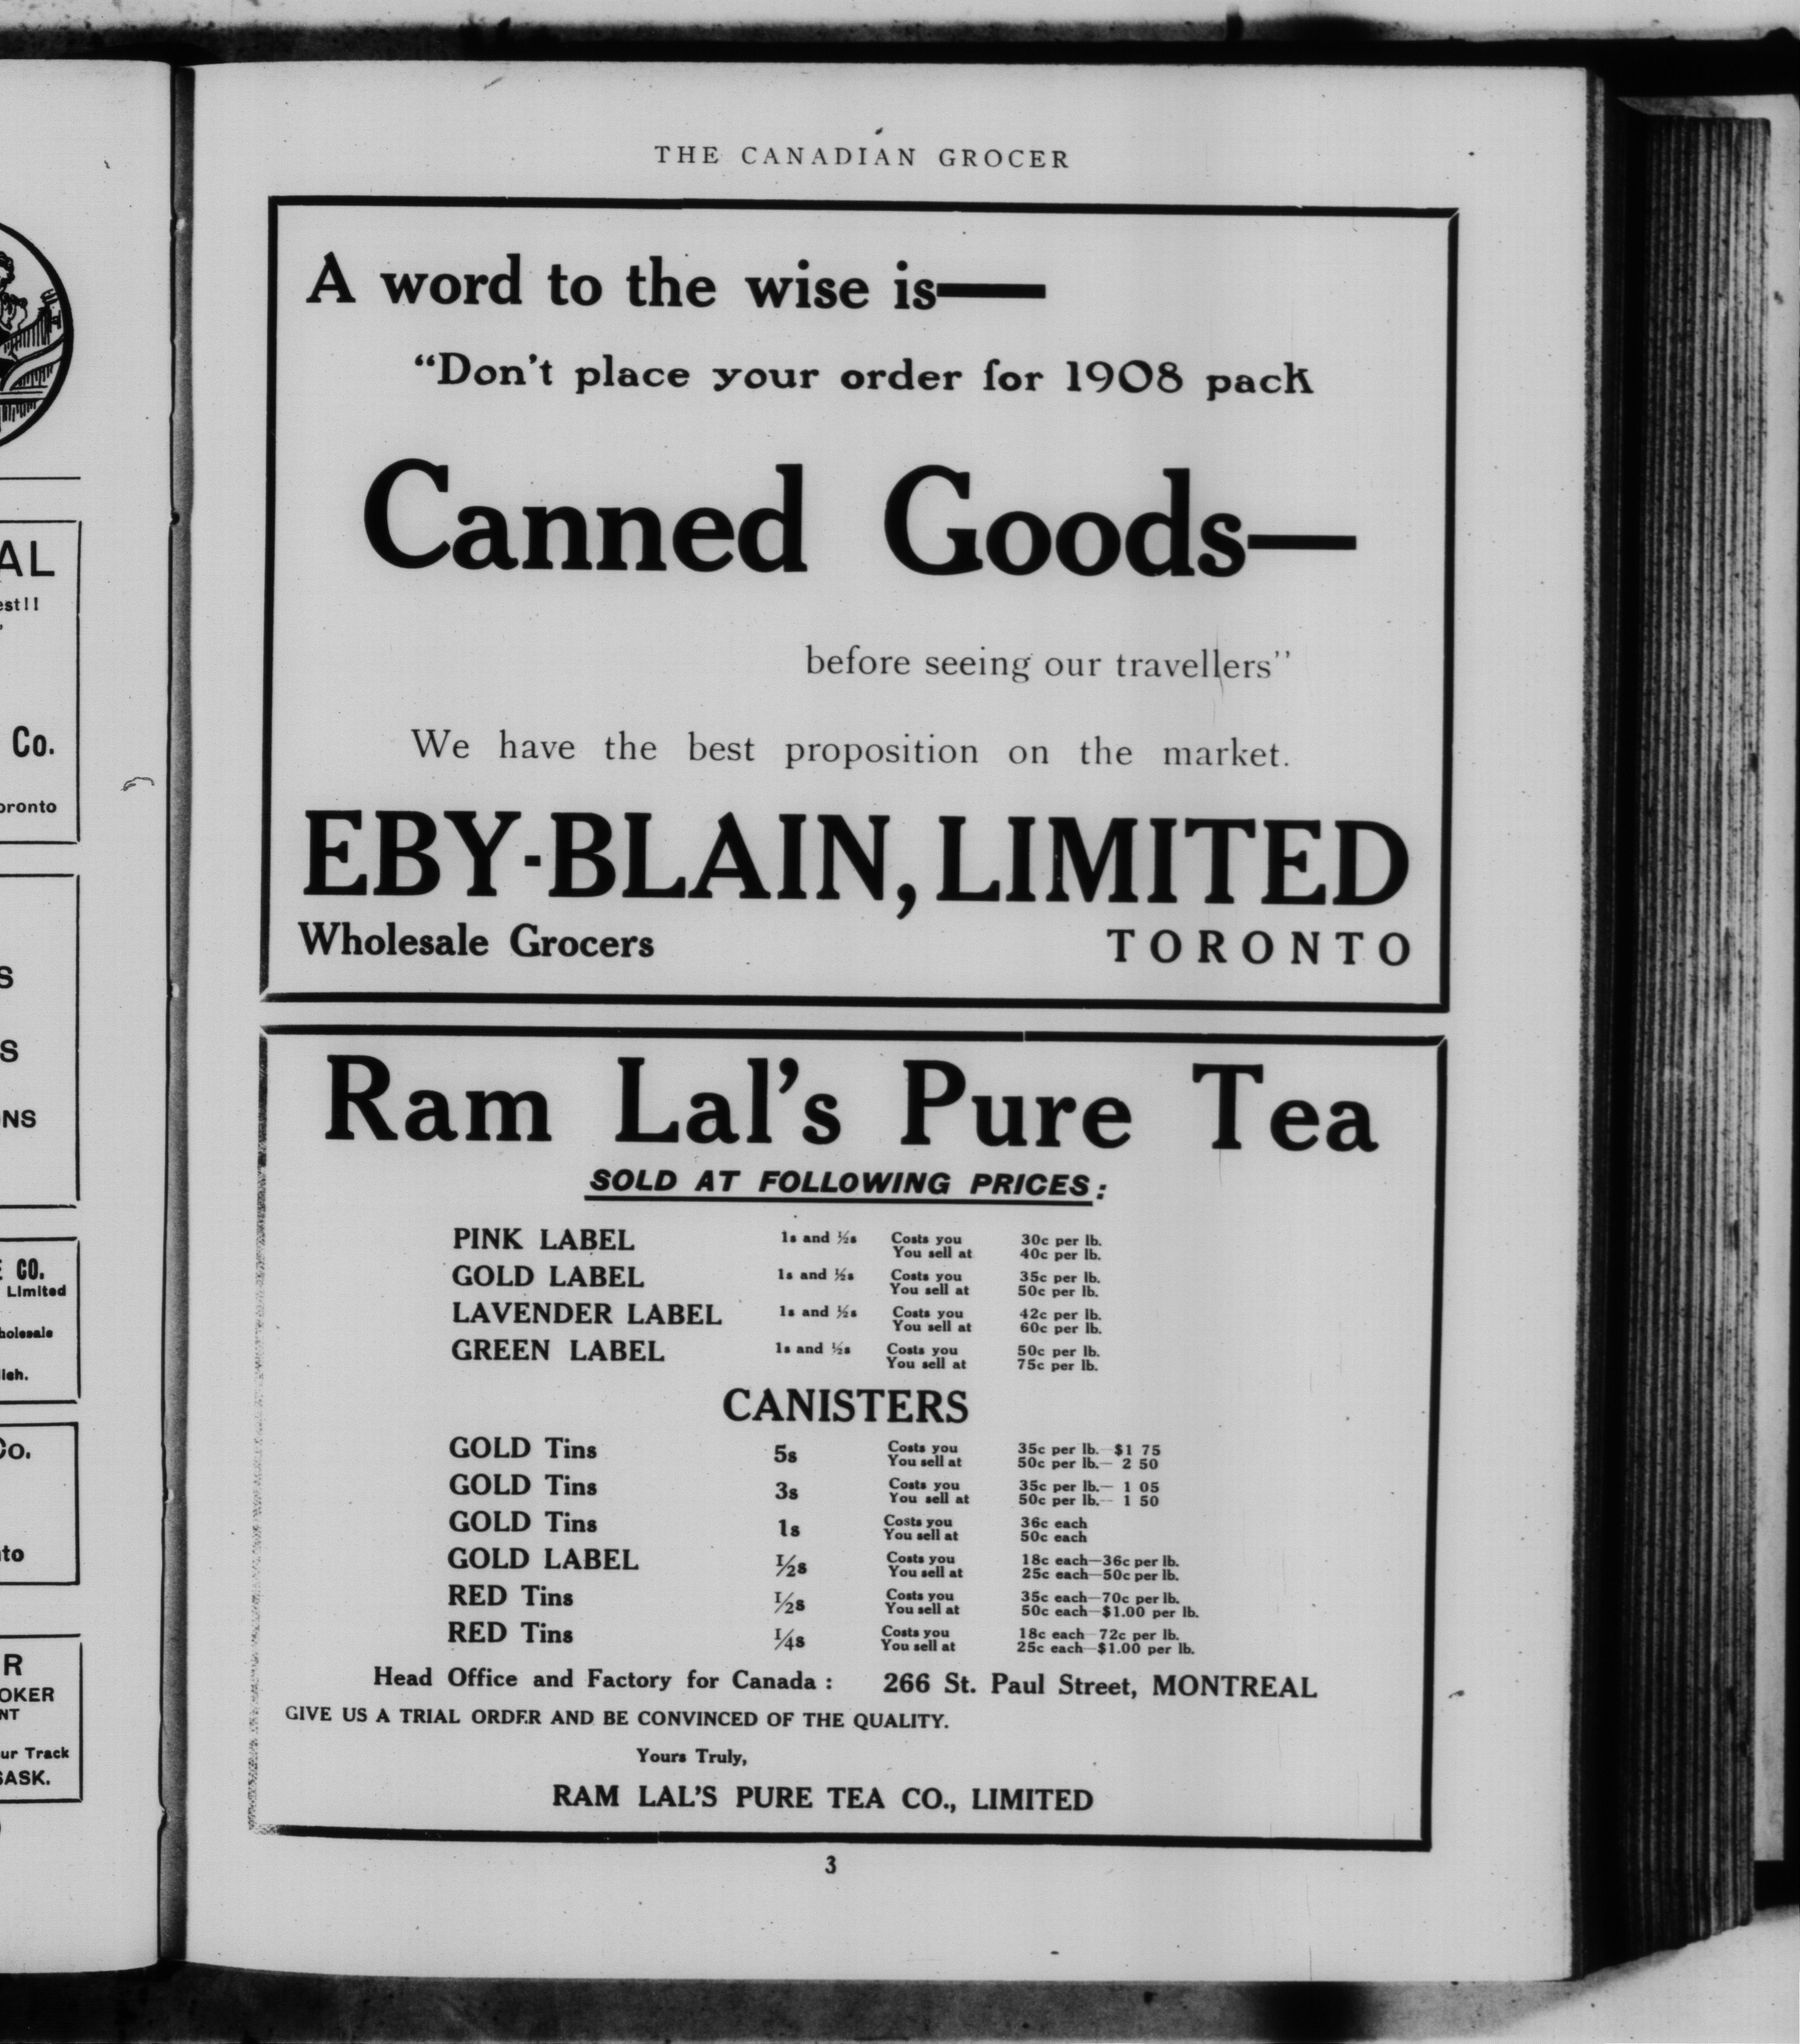 THE CANADIAN GROCER
A word to the wise is—
“Don't place your order for 1908 pack
Canned Goods—
before seeing our travellers”
We have the best proposition on the market.
EBY-BLAIN, LIMITED
Wholesale Grocers TORONTO
Ram Lal's Pure Tea
SOLD AT FOLLOWING PRICES:
PINK LABEL 1s and ½s Costs you 30c per lb.
You sell at 40c per lb.
GOLD LABEL 1s and ½s Costs you 35c per lb.
You sell at 50c per lb.
LAVENDER LABEL 1s and ½s Costs you 42c per lb.
You sell at 60c per lb.
GREEN LABEL 1s and ½s Costs you 50c per lb.
You sell at 75c per lb.
CANISTERS
GOLD Tins 5s Costs you 35c per lb.—$1 75
You sell at 50c per lb.— 2 50
GOLD Tins 3s Costs you 35c per lb.— 1 05
You sell at 50c per lb.— 1 50
GOLD Tins 1s Costs you 36c each
You sell at 50c each
GOLD LABEL ½s Costs you 18c each—36c per lb.
You sell at 25c each—50c per lb.
RED Tins ½s Costs you 35c each—70c per lb.
You sell at 50c each—$1.00 per lb.
RED Tins ¼s Costs you 18c each—72c per lb.
You sell at 25c each—$1.00 per lb.
Head Office and Factory for Canada : 266 St. Paul Street, MONTREAL
GIVE US A TRIAL ORDER AND BE CONVINCED OF THE QUALITY.
Yours Truly,
RAM LAL'S PURE TEA CO., LIMITED
3
AL
est!!
Co.
oronto
S
S
NS
CO.
Limited
holesale
lish.
Co.
to
R
OKER
NT
ur Track
SASK.